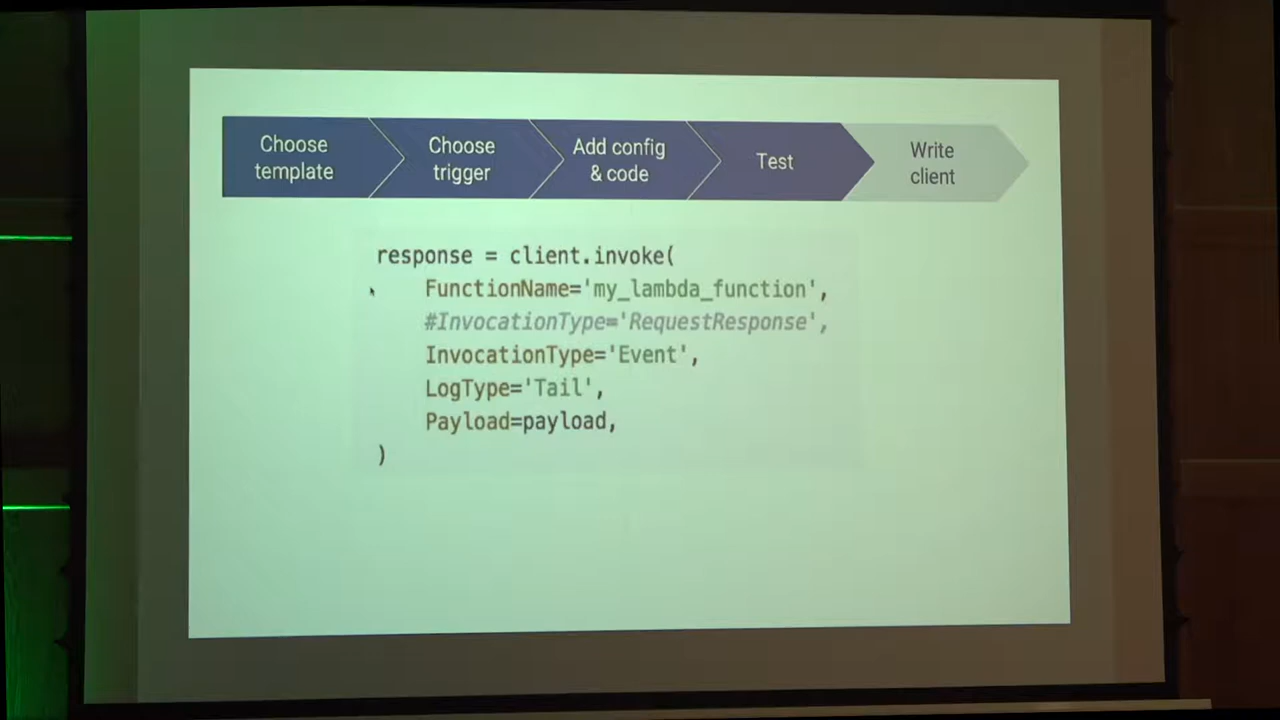 Choose
template
Choose
trigger
Add config
& code
Test
Write
client
response = client.invoke(
    FunctionName='my_lambda_function',
    #InvocationType='RequestResponse',
    InvocationType='Event',
    LogType='Tail',
    Payload=payload,
)